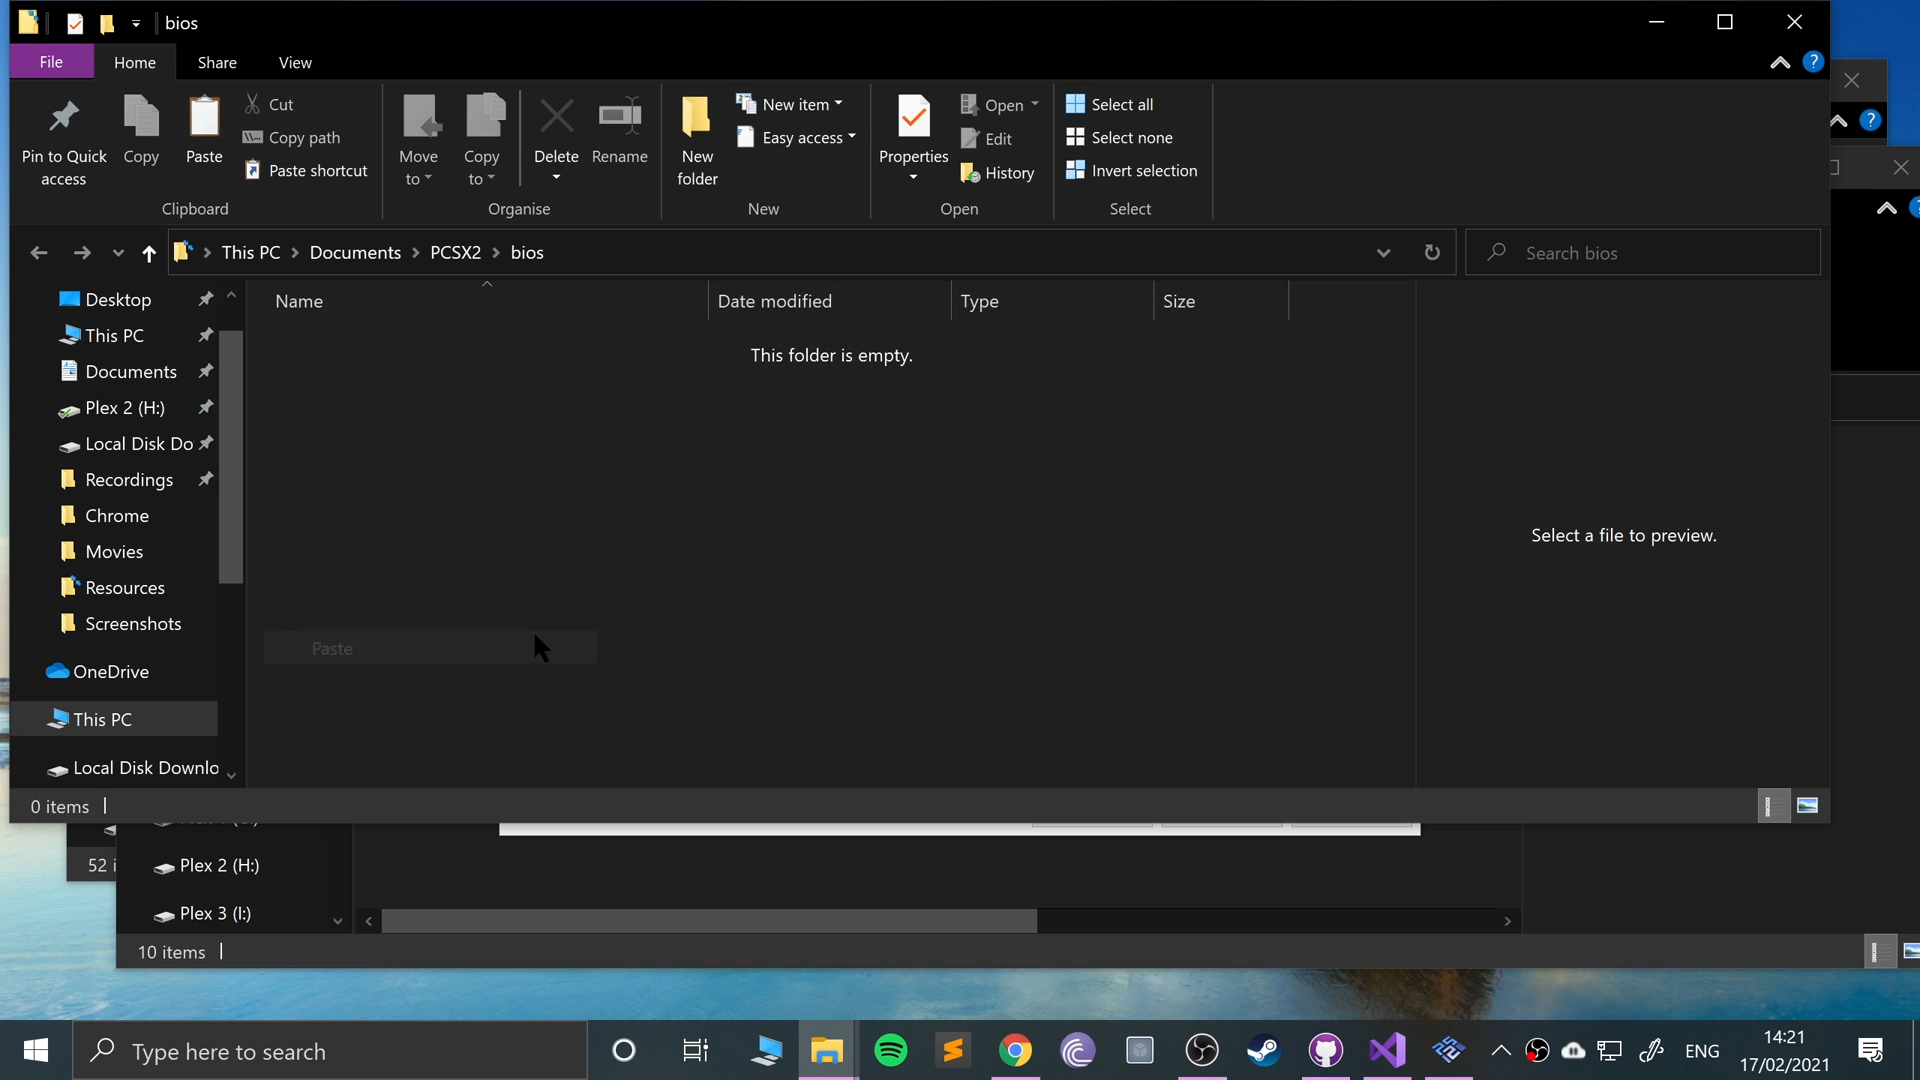 bios
File Home Share View
Pin to Quick access
Copy
Paste
Cut
Copy path
Paste shortcut
Clipboard
Move to
Copy to
Delete
Rename
Organise
New folder
New item
Easy access
New
Properties
Open
Edit
History
Open
Select all
Select none
Invert selection
Select
This PC > Documents > PCSX2 > bios
Search bios
Name Date modified Type Size
This folder is empty.
Select a file to preview.
Desktop
This PC
Documents
Plex 2 (H:)
Local Disk Do
Recordings
Chrome
Movies
Resources
Screenshots
OneDrive
This PC
Local Disk Downlo
Paste
0 items
52 i
Plex 2 (H:)
Plex 3 (I:)
10 items
Type here to search
ENG
14:21
17/02/2021